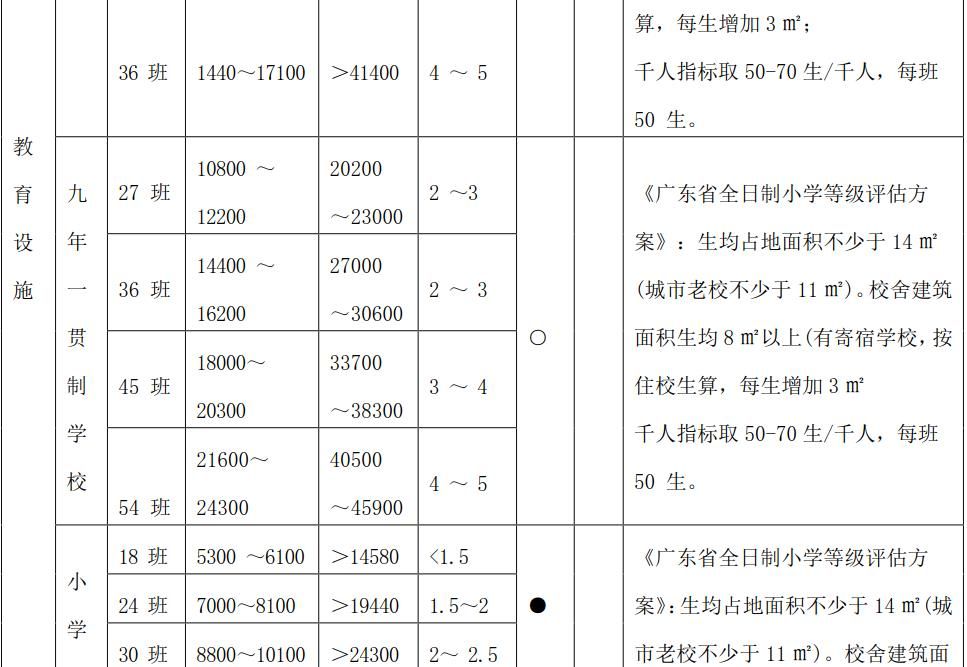 算，每生增加 3 ㎡；
36 班 1440～17100 >41400 4 ～ 5 千人指标取 50-70 生/千人，每班
50 生。
教育设施
九年一贯制学校
27 班 10800 ～ 12200 20200 ～23000 2 ～3
36 班 14400 ～ 16200 27000 ～30600 2 ～ 3
45 班 18000～ 20300 33700 ～38300 3 ～ 4
54 班 21600～ 24300 40500 ～45900 4 ～ 5
○
《广东省全日制小学等级评估方
案》: 生均占地面积不少于 14 ㎡
(城市老校不少于 11 ㎡)。校舍建筑
面积生均 8 ㎡以上(有寄宿学校，按
住校生算，每生增加 3 ㎡
千人指标取 50-70 生/千人，每班
50 生。
小学
18 班 5300 ～6100 >14580 <1.5
24 班 7000～8100 >19440 1.5～2
30 班 8800～10100 >24300 2～ 2.5
●
《广东省全日制小学等级评估方
案》: 生均占地面积不少于 14 ㎡(城
市老校不少于 11 ㎡)。校舍建筑面